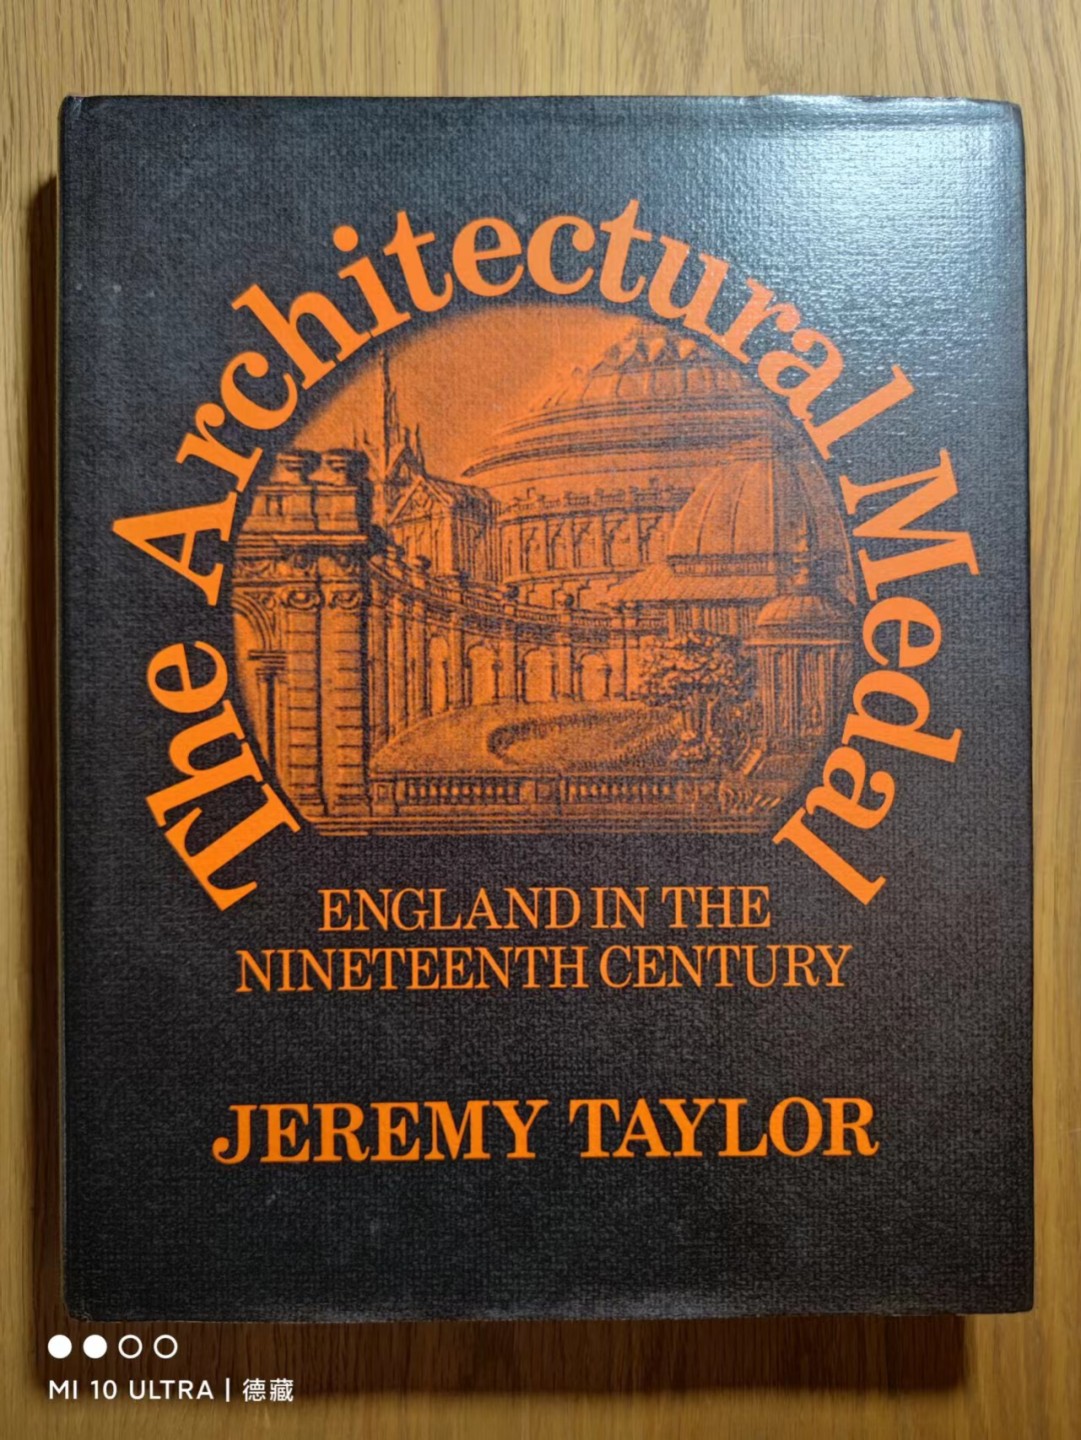 The Architectural Medal
ENGLAND IN THE
NINETEENTH CENTURY
JEREMY TAYLOR
MI 10 ULTRA | 德藏